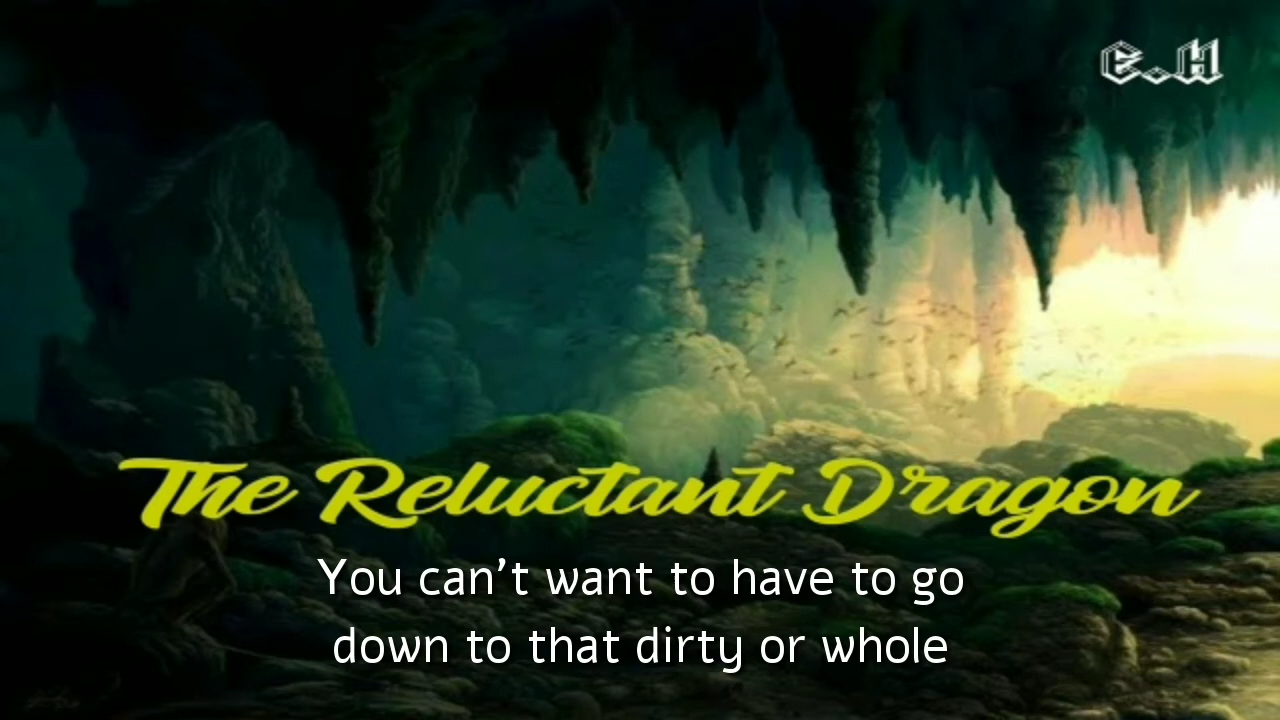 e.H
The Reluctant Dragon
You can't want to have to go
down to that dirty or whole